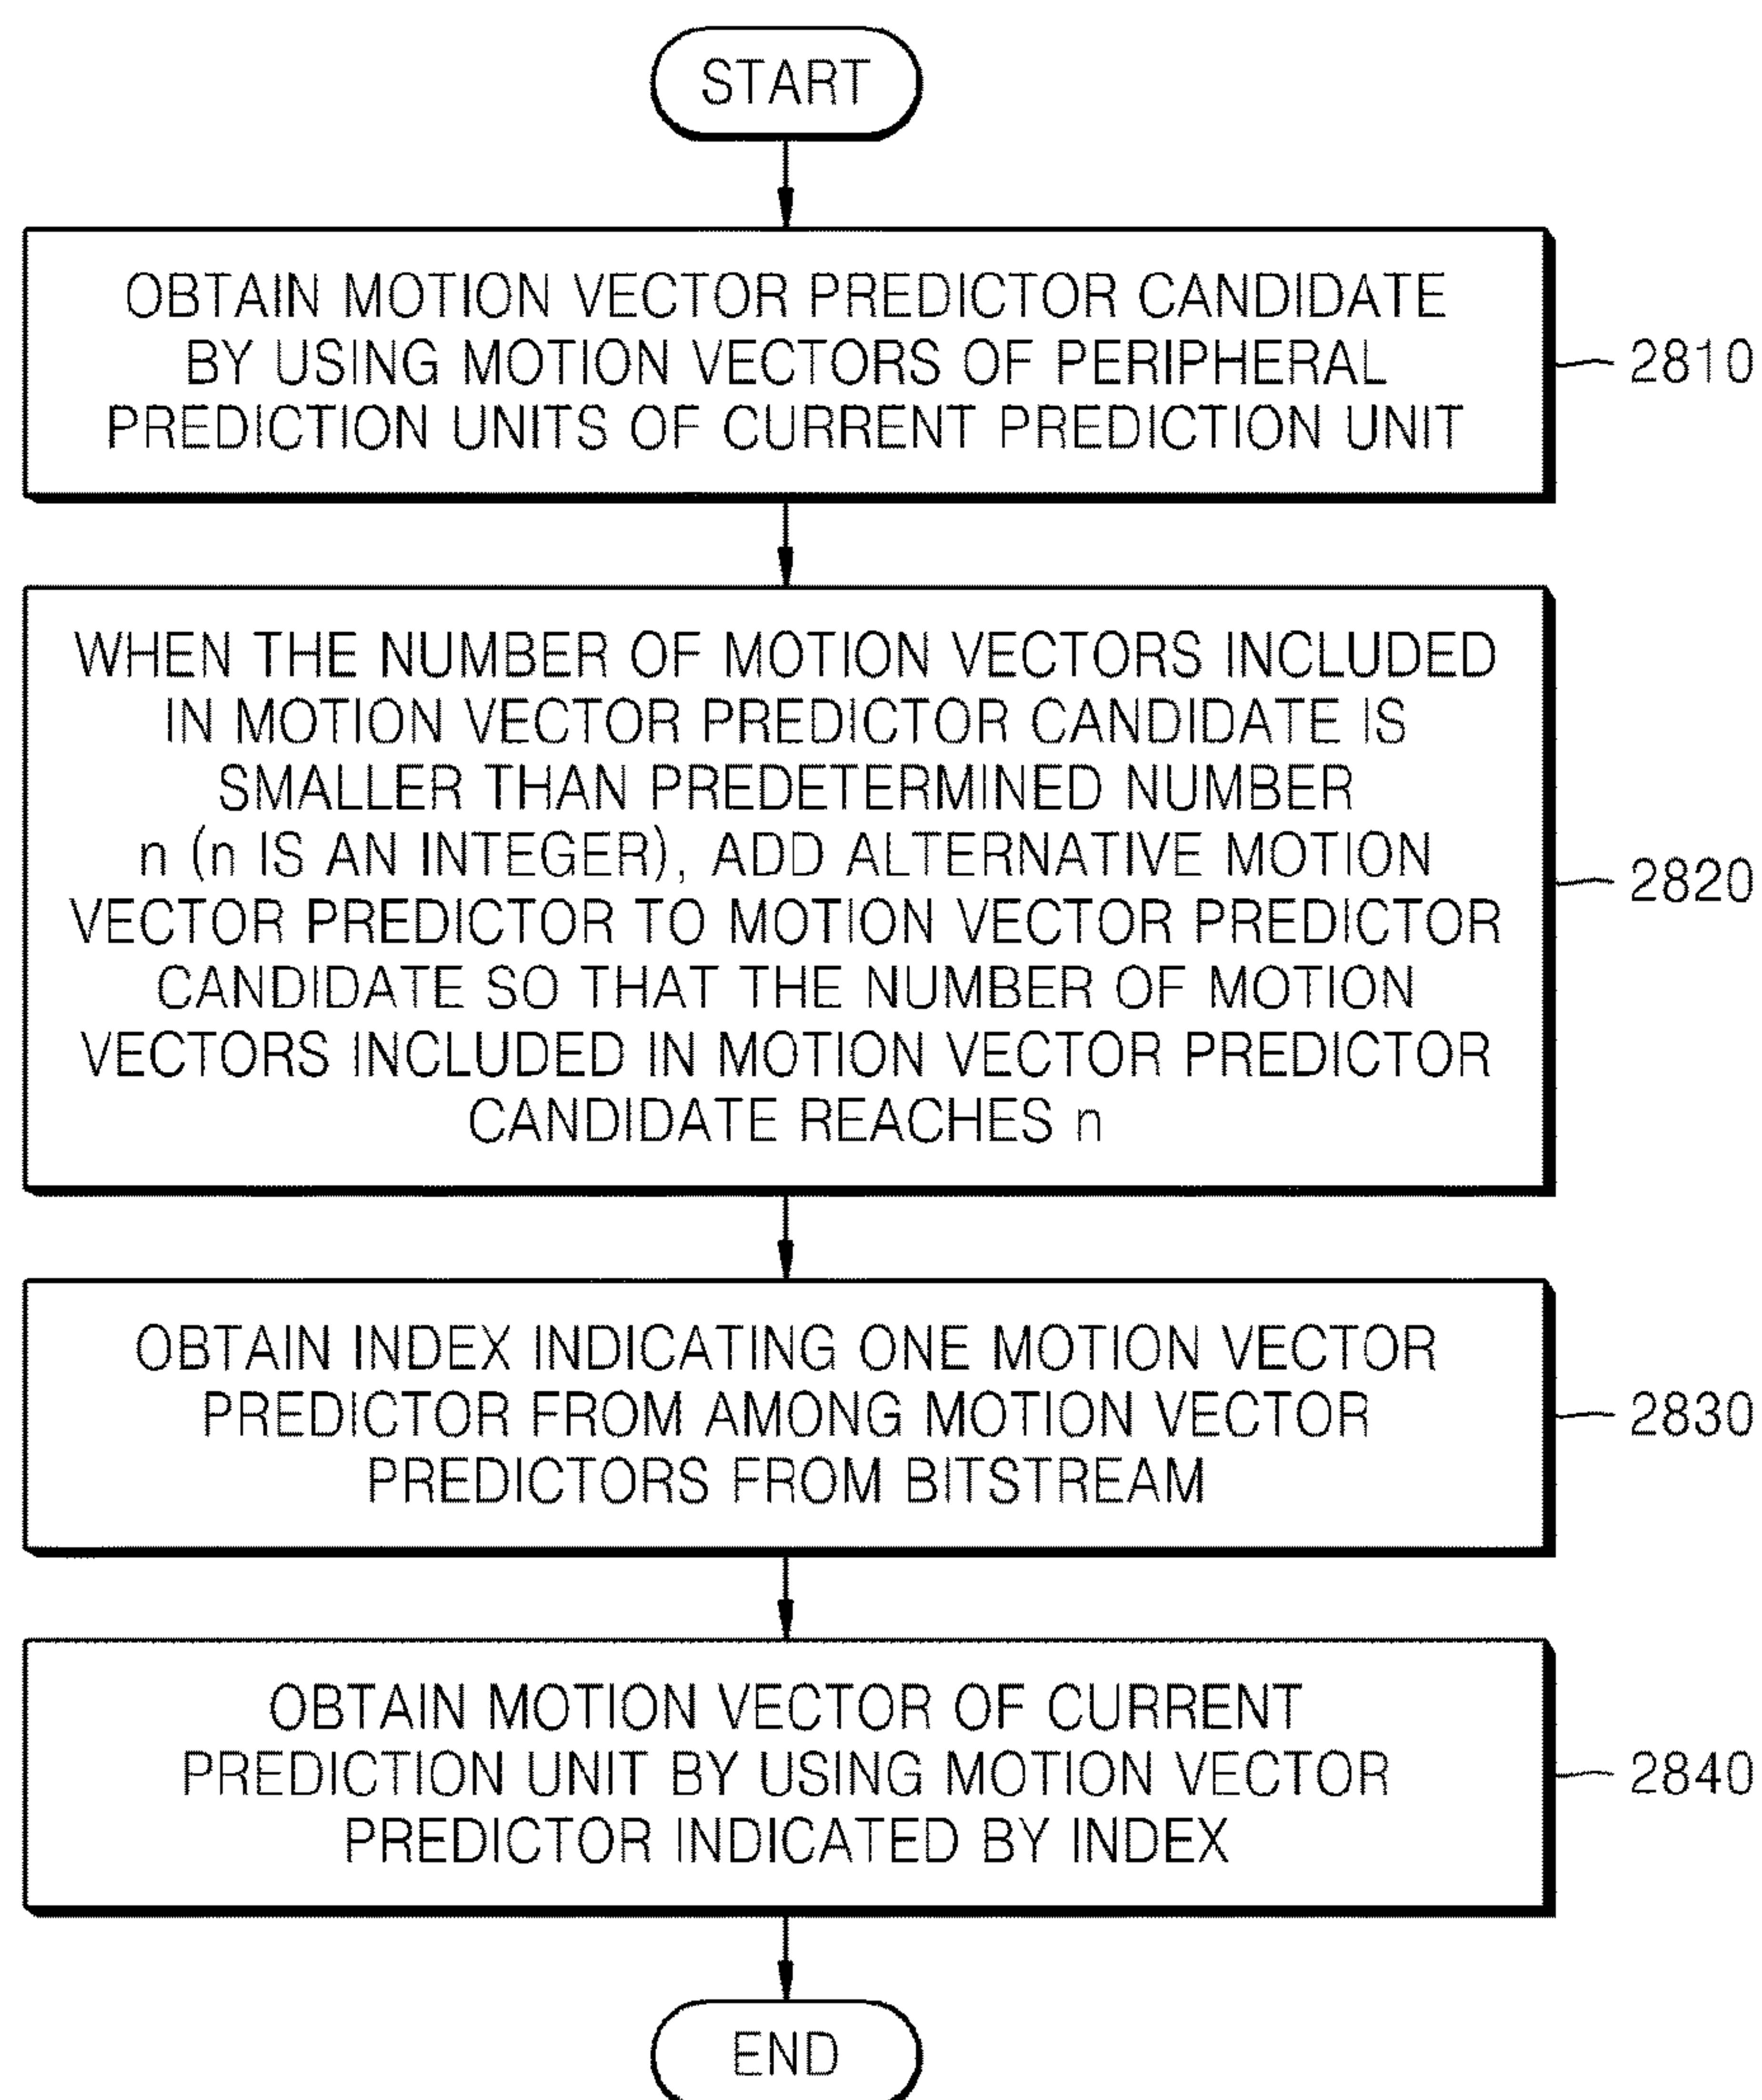 START
OBTAIN MOTION VECTOR PREDICTOR CANDIDATE
BY USING MOTION VECTORS OF PERIPHERAL
PREDICTION UNITS OF CURRENT PREDICTION UNIT
2810
WHEN THE NUMBER OF MOTION VECTORS INCLUDED
IN MOTION VECTOR PREDICTOR CANDIDATE IS
SMALLER THAN PREDETERMINED NUMBER
n (n IS AN INTEGER), ADD ALTERNATIVE MOTION
VECTOR PREDICTOR TO MOTION VECTOR PREDICTOR
CANDIDATE SO THAT THE NUMBER OF MOTION
VECTORS INCLUDED IN MOTION VECTOR PREDICTOR
CANDIDATE REACHES n
2820
OBTAIN INDEX INDICATING ONE MOTION VECTOR
PREDICTOR FROM AMONG MOTION VECTOR
PREDICTORS FROM BITSTREAM
2830
OBTAIN MOTION VECTOR OF CURRENT
PREDICTION UNIT BY USING MOTION VECTOR
PREDICTOR INDICATED BY INDEX
2840
END